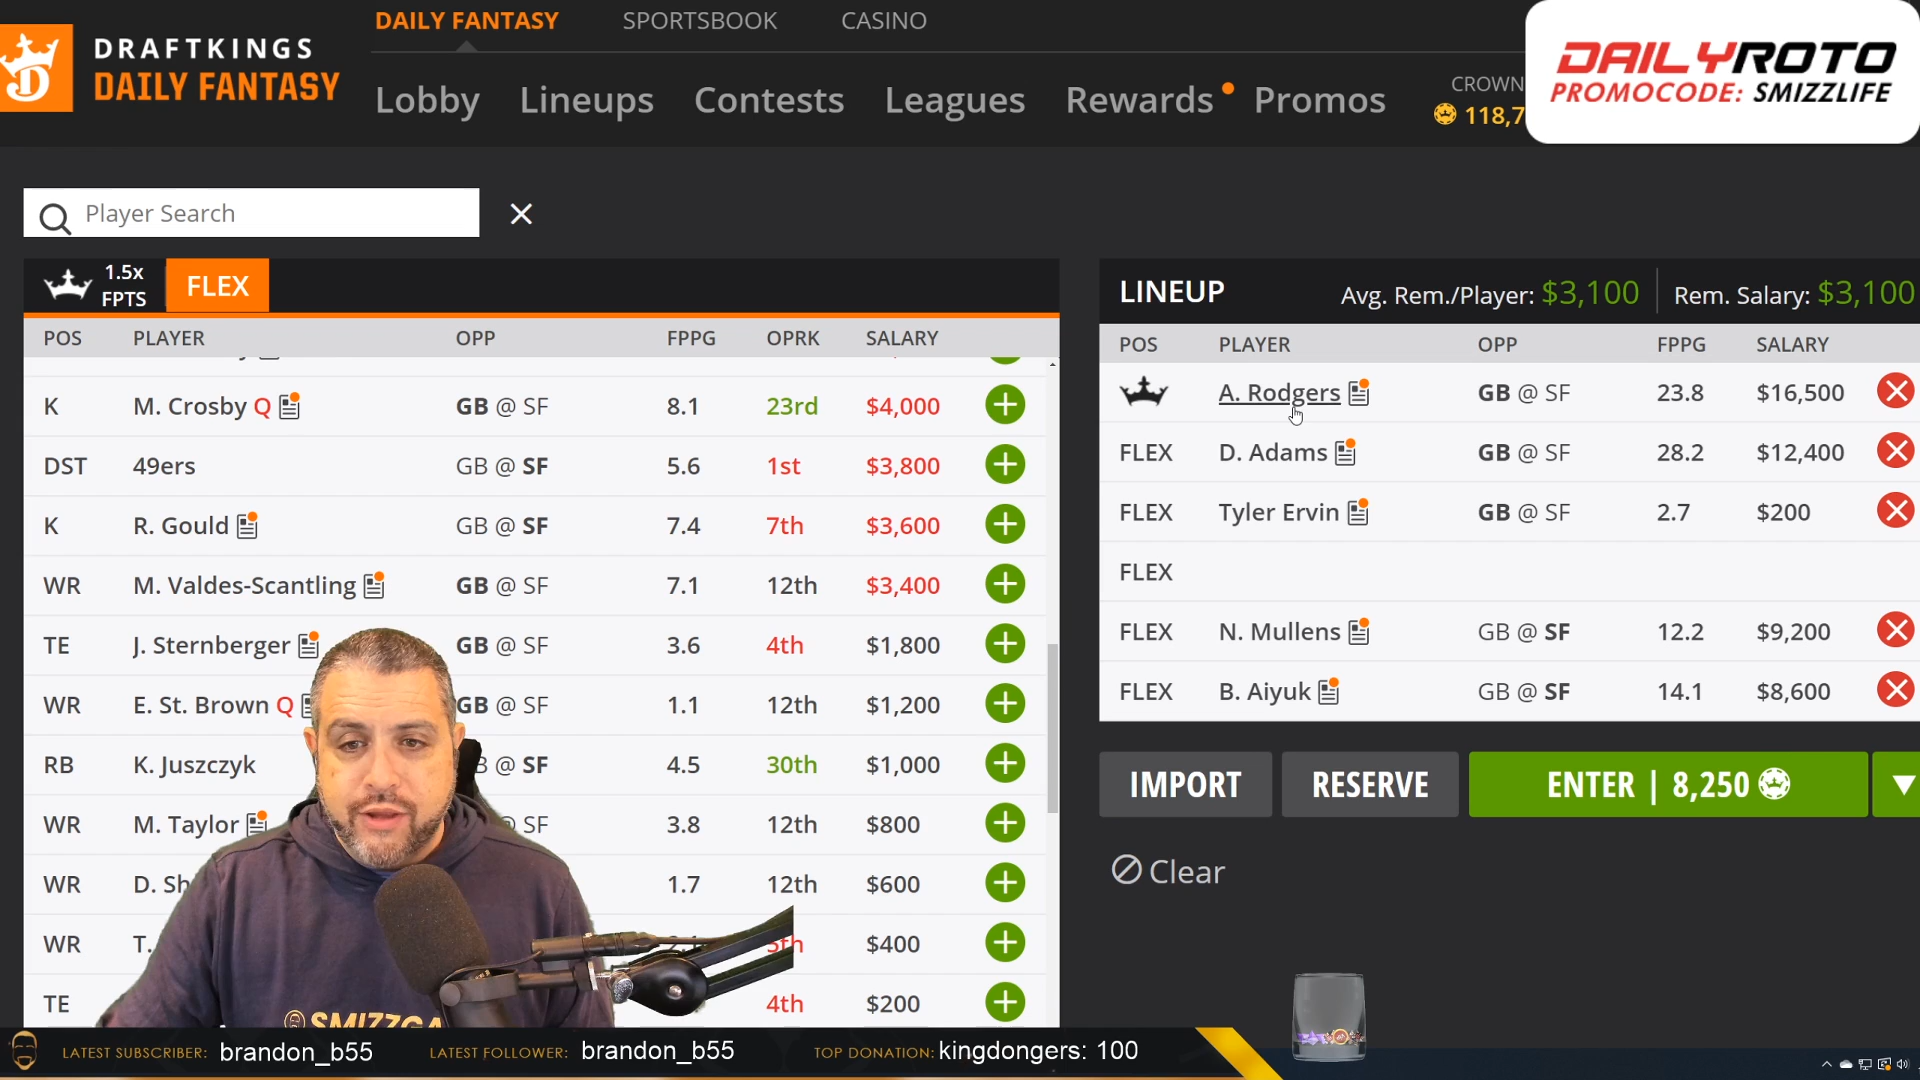 DAILY FANTASY SPORTSBOOK CASINO
DRAFTKINGS
DAILY FANTASY
Lobby Lineups Contests Leagues Rewards Promos
CROWN
118,7
DAILYROTO
PROMOCODE: SMIZZLIFE
Player Search
1.5x
FPTS
FLEX
POS PLAYER OPP FPPG OPRK SALARY
K M. Crosby Q GB @ SF 8.1 23rd $4,000
DST 49ers GB @ SF 5.6 1st $3,800
K R. Gould GB @ SF 7.4 7th $3,600
WR M. Valdes-Scantling GB @ SF 7.1 12th $3,400
TE J. Sternberger GB @ SF 3.6 4th $1,800
WR E. St. Brown Q GB @ SF 1.1 12th $1,200
RB K. Juszczyk @ SF 4.5 30th $1,000
WR M. Taylor SF 3.8 12th $800
WR D. Sh 1.7 12th $600
WR T. $400
TE 4th $200
LINEUP Avg. Rem./Player: $3,100 Rem. Salary: $3,100
POS PLAYER OPP FPPG SALARY
A. Rodgers GB @ SF 23.8 $16,500
FLEX D. Adams GB @ SF 28.2 $12,400
FLEX Tyler Ervin GB @ SF 2.7 $200
FLEX
FLEX N. Mullens GB @ SF 12.2 $9,200
FLEX B. Aiyuk GB @ SF 14.1 $8,600
IMPORT RESERVE ENTER | 8,250
Clear
LATEST SUBSCRIBER: brandon_b55 LATEST FOLLOWER: brandon_b55 TOP DONATION: kingdongers: 100